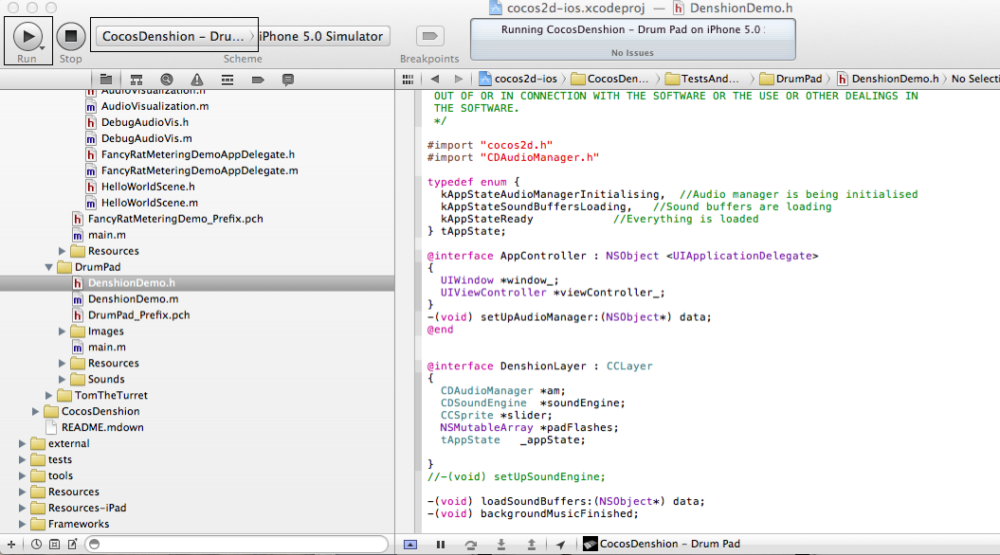 cocos2d-ios.xcodeproj — DenshionDemo.h
CocosDenshion – Dru... iPhone 5.0 Simulator
Running CocosDenshion – Drum Pad on iPhone 5.0 :
No Issues
Run Stop Scheme Breakpoints
cocos2d-ios CocosDen... TestsAnd... DrumPad DenshionDemo.h No Selecti
AudioVisualization.h
AudioVisualization.m
DebugAudioVis.h
DebugAudioVis.m
FancyRatMeteringDemoAppDelegate.h
FancyRatMeteringDemoAppDelegate.m
HelloWorldScene.h
HelloWorldScene.m
FancyRatMeteringDemo_Prefix.pch
main.m
Resources
DrumPad
DenshionDemo.h
DenshionDemo.m
DrumPad_Prefix.pch
Images
main.m
Resources
Sounds
TomTheTurret
CocosDenshion
README.mdown
external
tests
tools
Resources
Resources-iPad
Frameworks
OUT OF OR IN CONNECTION WITH THE SOFTWARE OR THE USE OR OTHER DEALINGS IN
THE SOFTWARE.
*/
#import "cocos2d.h"
#import "CDAudioManager.h"
typedef enum {
kAppStateAudioManagerInitialising, //Audio manager is being initialised
kAppStateSoundBuffersLoading, //Sound buffers are loading
kAppStateReady //Everything is loaded
} tAppState;
@interface AppController : NSObject <UIApplicationDelegate>
{
UIWindow *window_;
UIViewController *viewController_;
}
-(void) setUpAudioManager:(NSObject*) data;
@end
@interface DenshionLayer : CCLayer
{
CDAudioManager *am;
CDSoundEngine *soundEngine;
CCSprite *slider;
NSMutableArray *padFlashes;
tAppState _appState;
}
//-(void) setUpSoundEngine;
-(void) loadSoundBuffers:(NSObject*) data;
-(void) backgroundMusicFinished;
CocosDenshion – Drum Pad